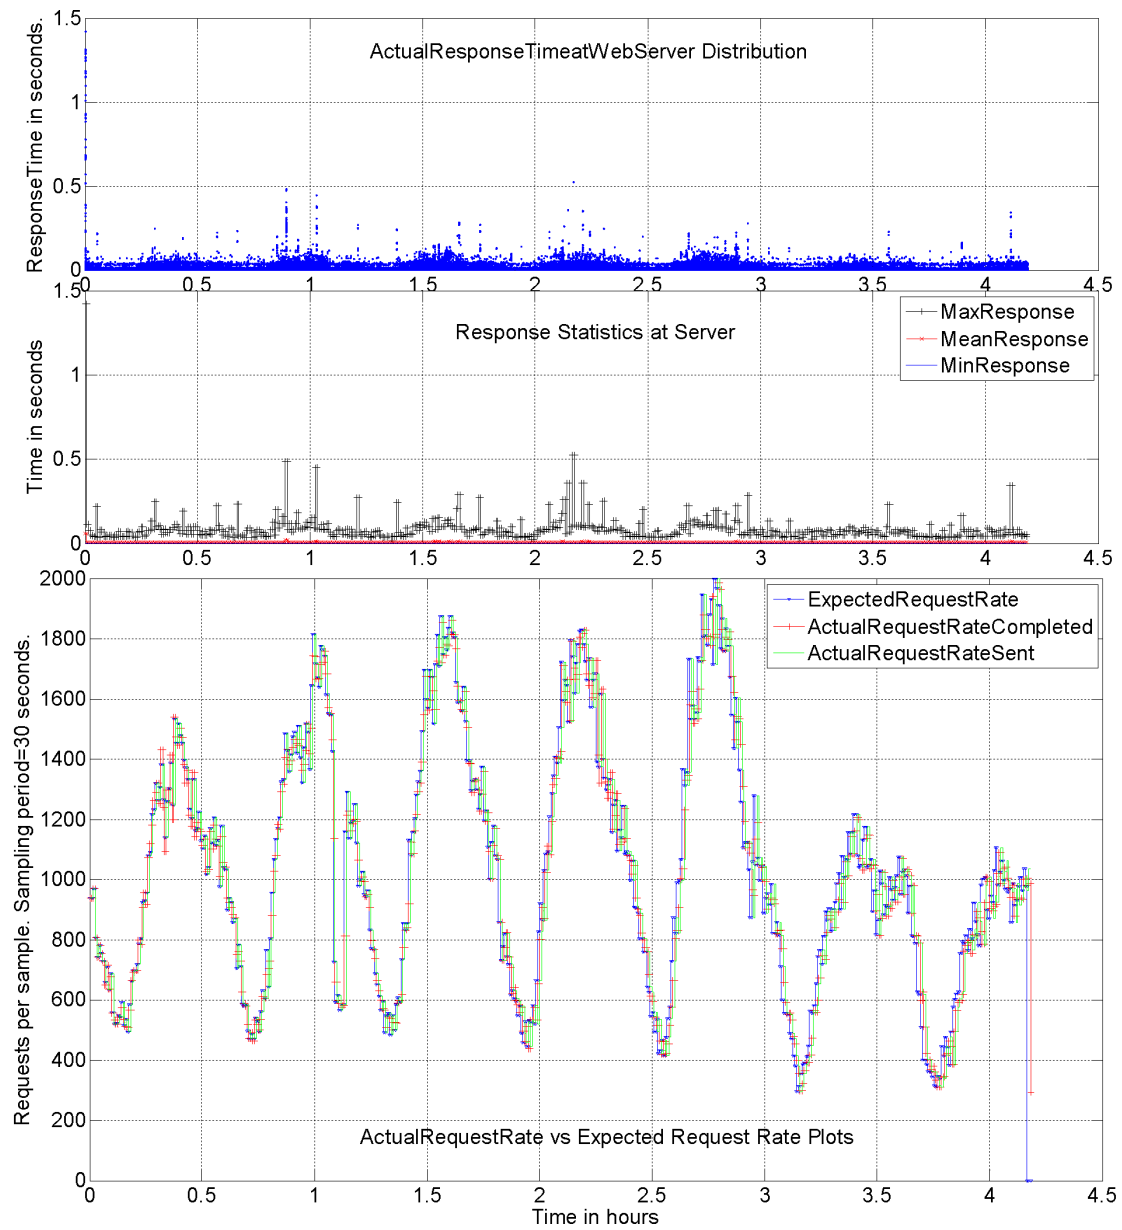 1.5
ActualResponseTimeatWebServer Distribution
1
0.5
0
ResponseTime in seconds.
0 0.5 1 1.5 2 2.5 3 3.5 4 4.5
1.5
MaxResponse
MeanResponse
MinResponse
Response Statistics at Server
1
0.5
0
Time in seconds
0 0.5 1 1.5 2 2.5 3 3.5 4 4.5
2000
ExpectedRequestRate
ActualRequestRateCompleted
ActualRequestRateSent
1800
1600
1400
1200
1000
800
600
400
200
0
Requests per sample. Sampling period=30 seconds.
ActualRequestRate vs Expected Request Rate Plots
0 0.5 1 1.5 2 2.5 3 3.5 4 4.5
Time in hours